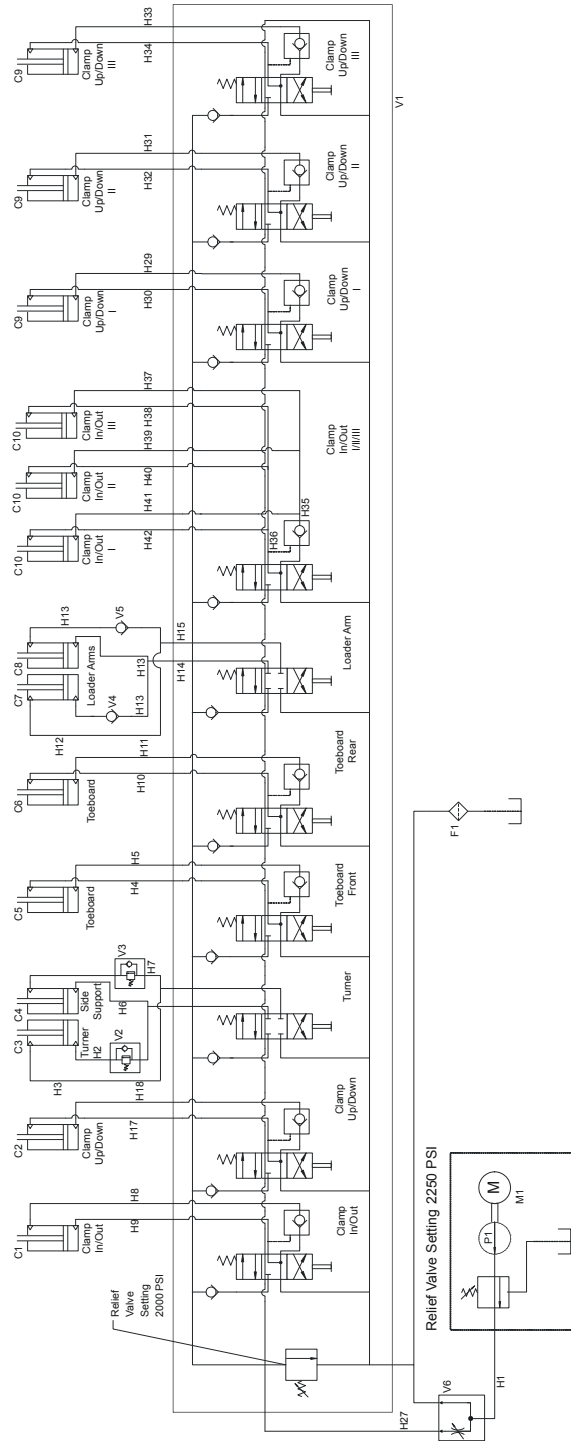 C1
Clamp
In/Out
H8
H9
C2
Clamp
Up/Down
H17
C3
C4
Turner
Side
Support
H2
H3
V2
H18
V3
H6
H7
C5
Toeboard
H5
H4
C6
Toeboard
H11
H10
C7
C8
Loader Arms
H12
V4
H13
H13
H13
V5
H15
H14
C10
Clamp
In/Out
I
C10
Clamp
In/Out
II
C10
Clamp
In/Out
III
H37
H38
H39
H40
H41
H42
H35
H36
C9
Clamp
Up/Down
I
H29
H30
C9
Clamp
Up/Down
II
H31
H32
C9
Clamp
Up/Down
III
H33
H34
Relief
Valve
Setting
2000 PSI
Clamp
In/Out
Clamp
Up/Down
Turner
Toeboard
Front
Toeboard
Rear
Loader Arm
Clamp
In/Out
I/II/III
Clamp
Up/Down
I
Clamp
Up/Down
II
Clamp
Up/Down
III
V1
H27
V6
H1
Relief Valve Setting 2250 PSI
P1
M
M1
F1